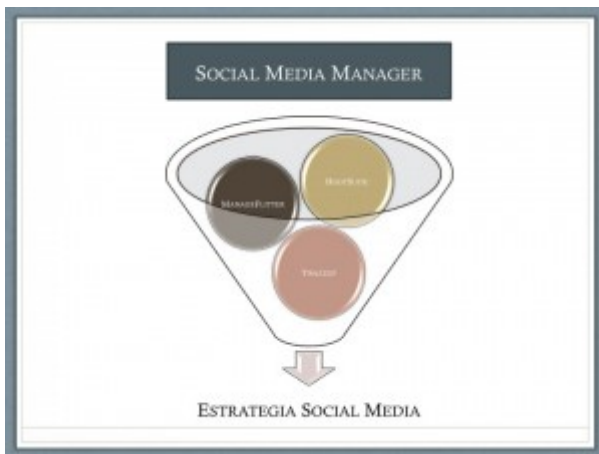 SOCIAL MEDIA MANAGER
HOOTSUITE
MANAGEFLITTER
ESTRATEGIA SOCIAL MEDIA